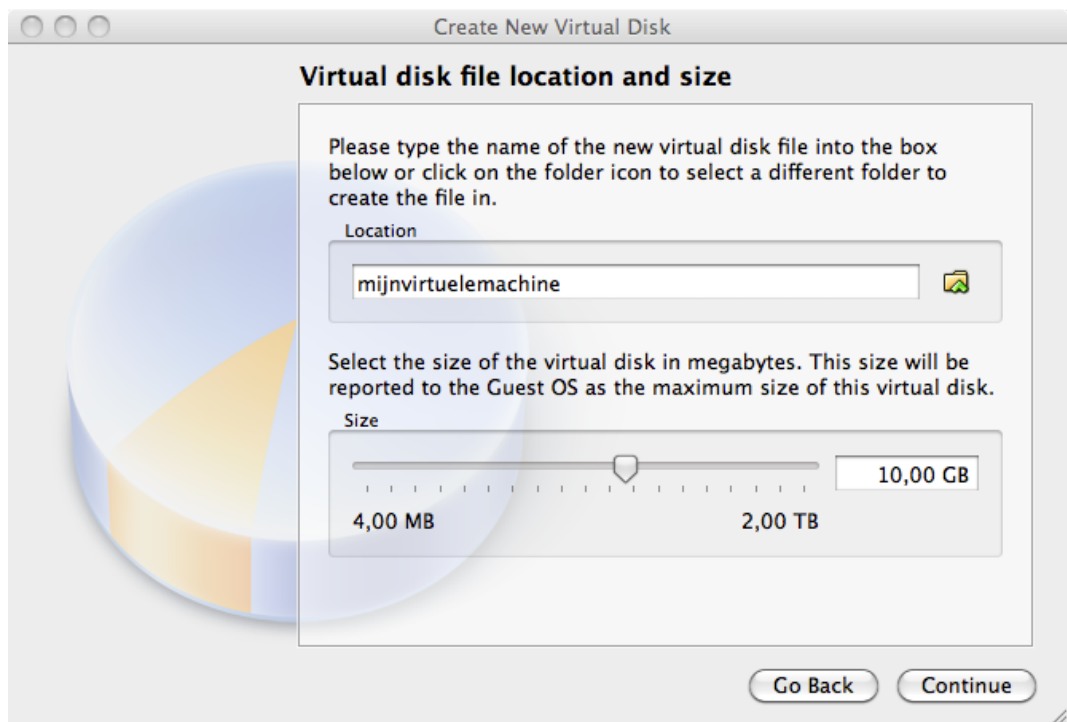 Create New Virtual Disk
Virtual disk file location and size
Please type the name of the new virtual disk file into the box
below or click on the folder icon to select a different folder to
create the file in.
Location
mijnvirtuelemachine
Select the size of the virtual disk in megabytes. This size will be
reported to the Guest OS as the maximum size of this virtual disk.
Size
10,00 GB
4,00 MB 2,00 TB
Go Back Continue